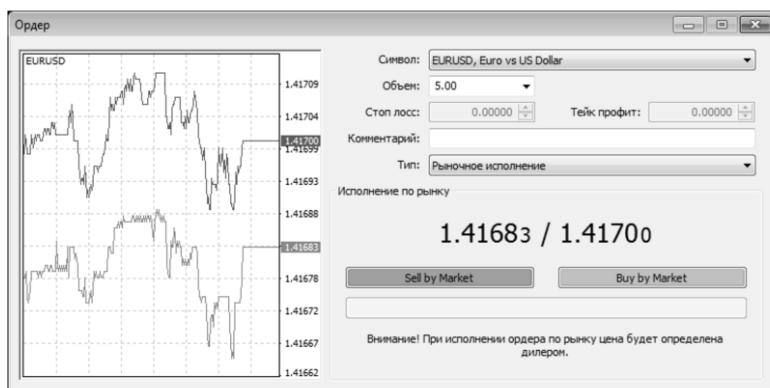 Ордер
EURUSD
1.41709
1.41704
1.41700
1.41699
1.41693
1.41688
1.41683
1.41678
1.41672
1.41667
1.41662
Символ: EURUSD, Euro vs US Dollar
Объем: 5.00
Стоп лосс: 0.00000 Тейк профит: 0.00000
Комментарий:
Тип: Рыночное исполнение
Исполнение по рынку
1.41683 / 1.41700
Sell by Market Buy by Market
Внимание! При исполнении ордера по рынку цена будет определена
дилером.